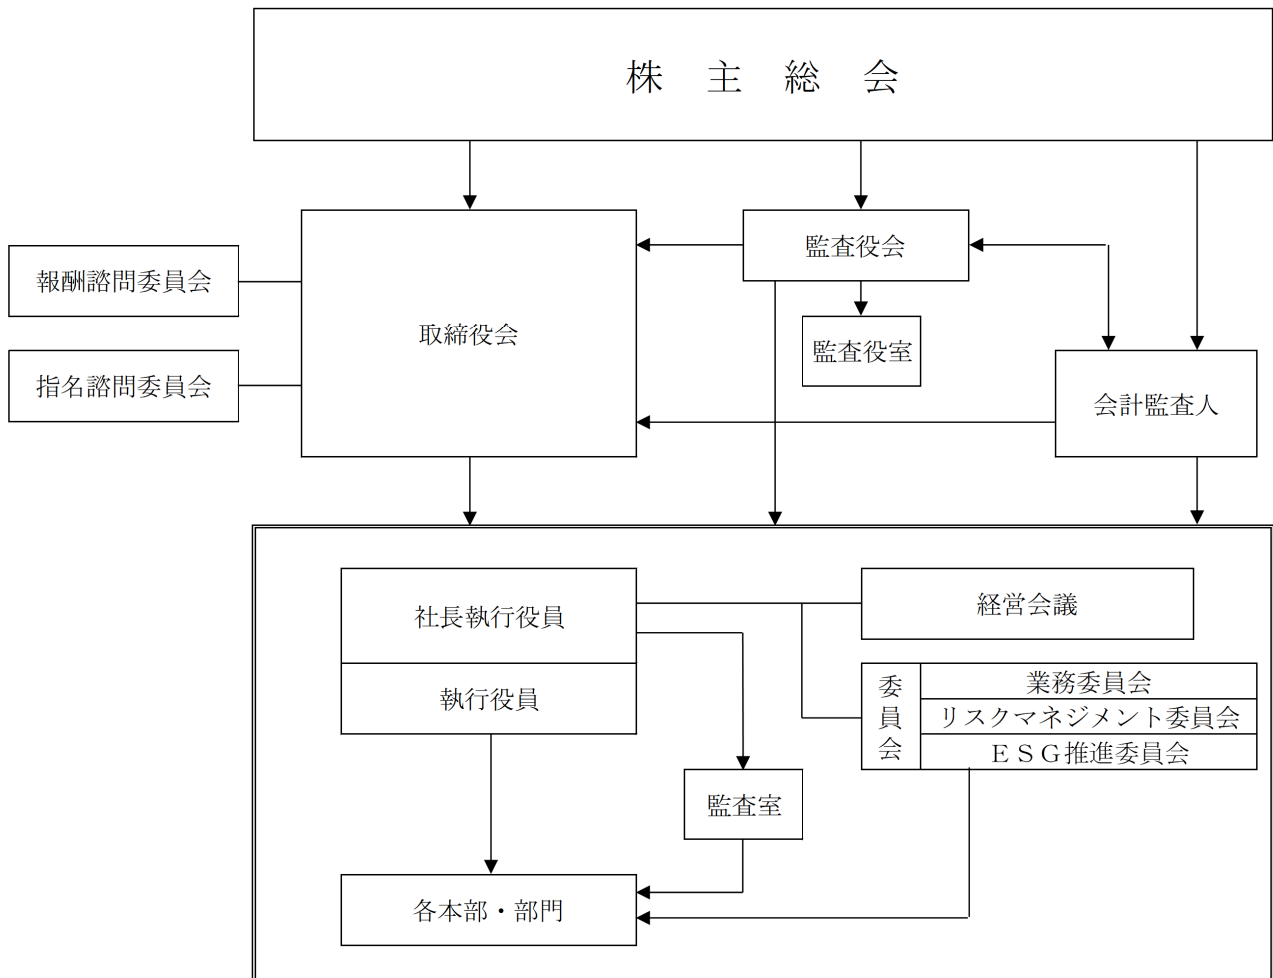 株 主 総 会
監査役会
報酬諮問委員会
取締役会
監査役室
指名諮問委員会
会計監査人
社長執行役員
経営会議
執行役員
委員会
業務委員会
リスクマネジメント委員会
ＥＳＧ推進委員会
監査室
各本部・部門